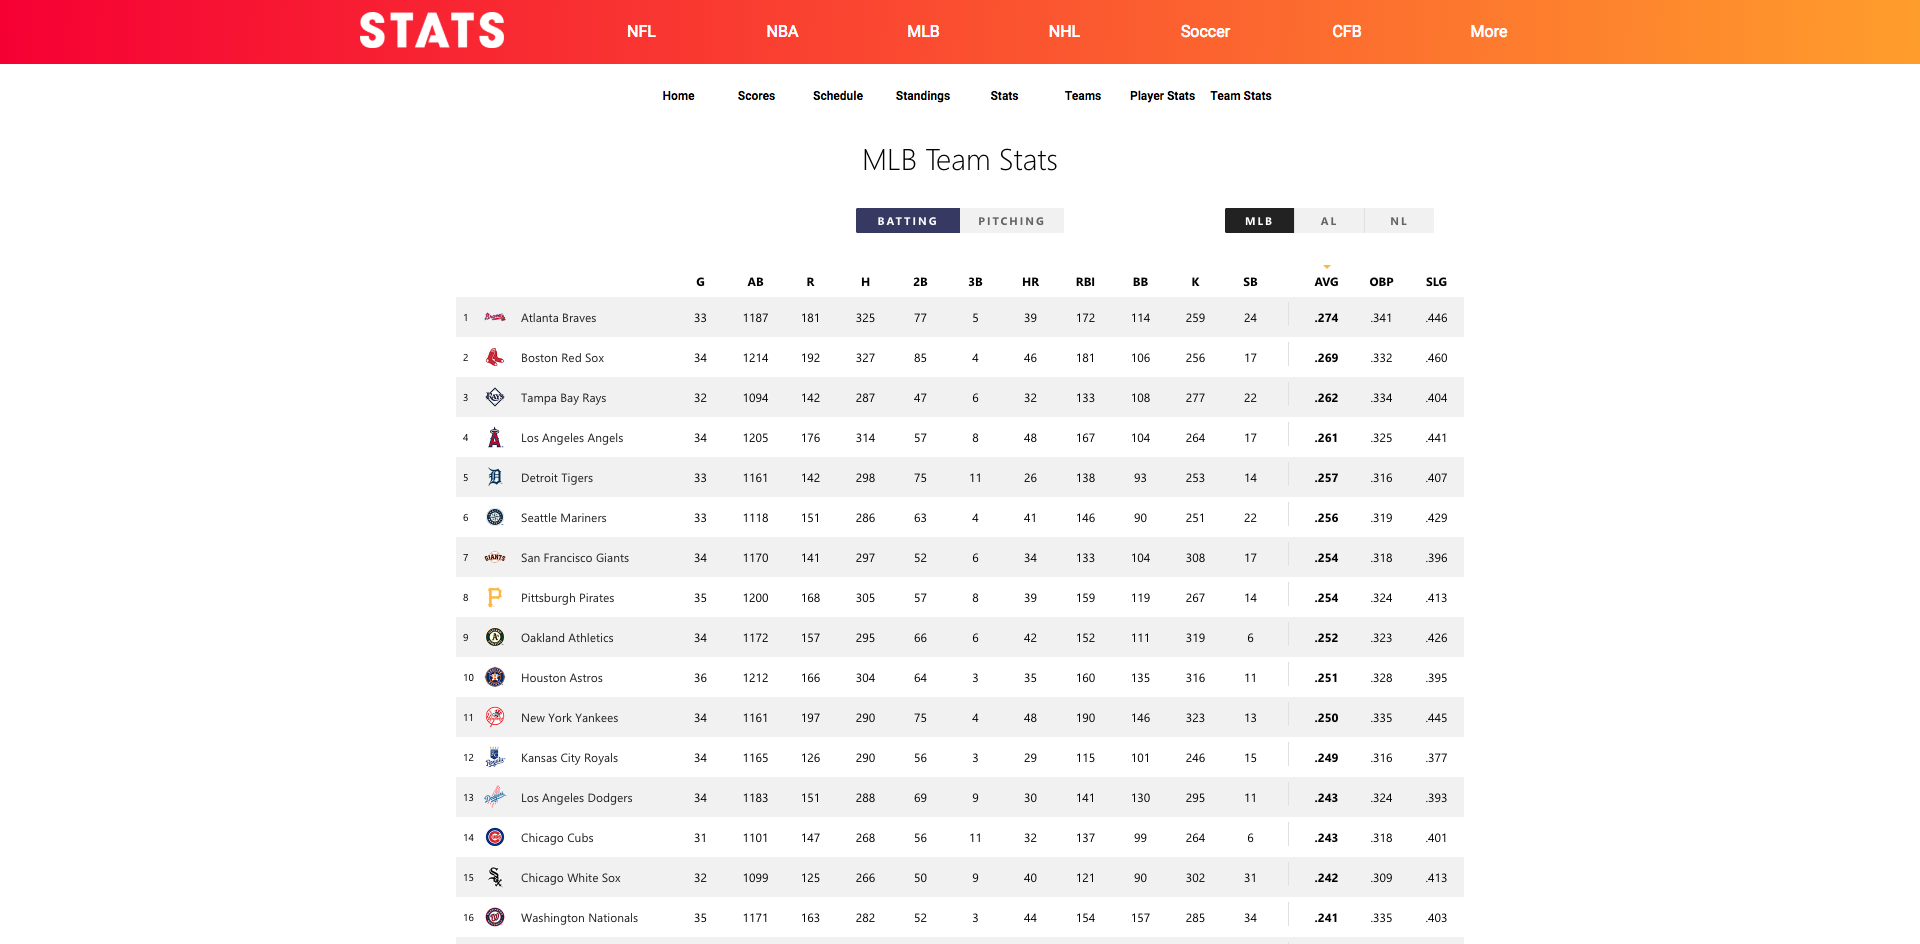 STATS NFL NBA MLB NHL Soccer CFB More
Home Scores Schedule Standings Stats Teams Player Stats Team Stats
MLB Team Stats
BATTING PITCHING MLB AL NL
G AB R H 2B 3B HR RBI BB K SB AVG OBP SLG
1 Braves Atlanta Braves 33 1187 181 325 77 5 39 172 114 259 24 .274 .341 .446
2 Boston Red Sox 34 1214 192 327 85 4 46 181 106 256 17 .269 .332 .460
3 Rays Tampa Bay Rays 32 1094 142 287 47 6 32 133 108 277 22 .262 .334 .404
4 A Los Angeles Angels 34 1205 176 314 57 8 48 167 104 264 17 .261 .325 .441
5 D Detroit Tigers 33 1161 142 298 75 11 26 138 93 253 14 .257 .316 .407
6 Seattle Mariners 33 1118 151 286 63 4 41 146 90 251 22 .256 .319 .429
7 GIANTS San Francisco Giants 34 1170 141 297 52 6 34 133 104 308 17 .254 .318 .396
8 P Pittsburgh Pirates 35 1200 168 305 57 8 39 159 119 267 14 .254 .324 .413
9 A's Oakland Athletics 34 1172 157 295 66 6 42 152 111 319 6 .252 .323 .426
10 Houston Astros 36 1212 166 304 64 3 35 160 135 316 11 .251 .328 .395
11 New York Yankees 34 1161 197 290 75 4 48 190 146 323 13 .250 .335 .445
12 Royals Kansas City Royals 34 1165 126 290 56 3 29 115 101 246 15 .249 .316 .377
13 Dodgers Los Angeles Dodgers 34 1183 151 288 69 9 30 141 130 295 11 .243 .324 .393
14 Chicago Cubs 31 1101 147 268 56 11 32 137 99 264 6 .243 .318 .401
15 Sox Chicago White Sox 32 1099 125 266 50 9 40 121 90 302 31 .242 .309 .413
16 W Washington Nationals 35 1171 163 282 52 3 44 154 157 285 34 .241 .335 .403